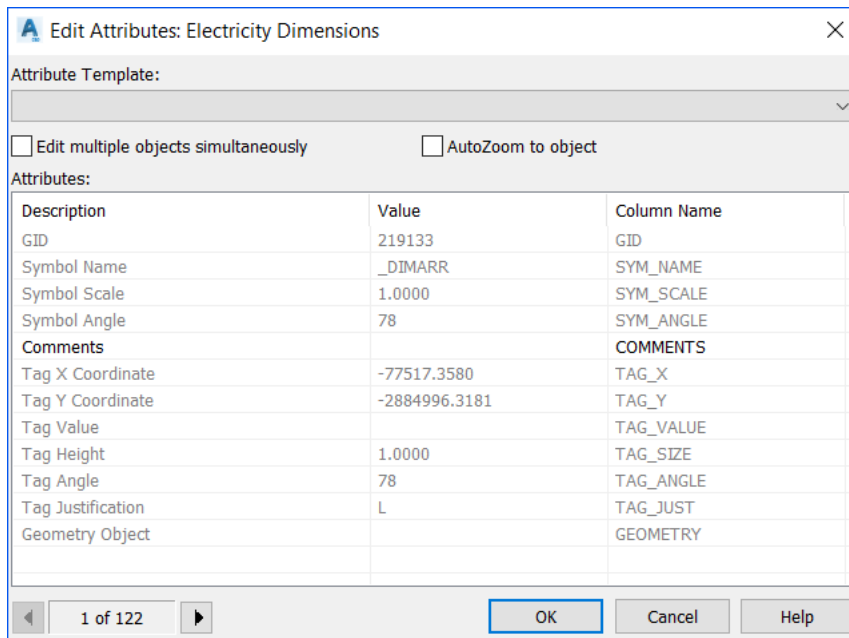 Edit Attributes: Electricity Dimensions
Attribute Template:
Edit multiple objects simultaneously AutoZoom to object
Attributes:
Description Value Column Name
GID 219133 GID
Symbol Name _DIMARR SYM_NAME
Symbol Scale 1.0000 SYM_SCALE
Symbol Angle 78 SYM_ANGLE
Comments COMMENTS
Tag X Coordinate -77517.3580 TAG_X
Tag Y Coordinate -2884996.3181 TAG_Y
Tag Value TAG_VALUE
Tag Height 1.0000 TAG_SIZE
Tag Angle 78 TAG_ANGLE
Tag Justification L TAG_JUST
Geometry Object GEOMETRY
1 of 122 OK Cancel Help